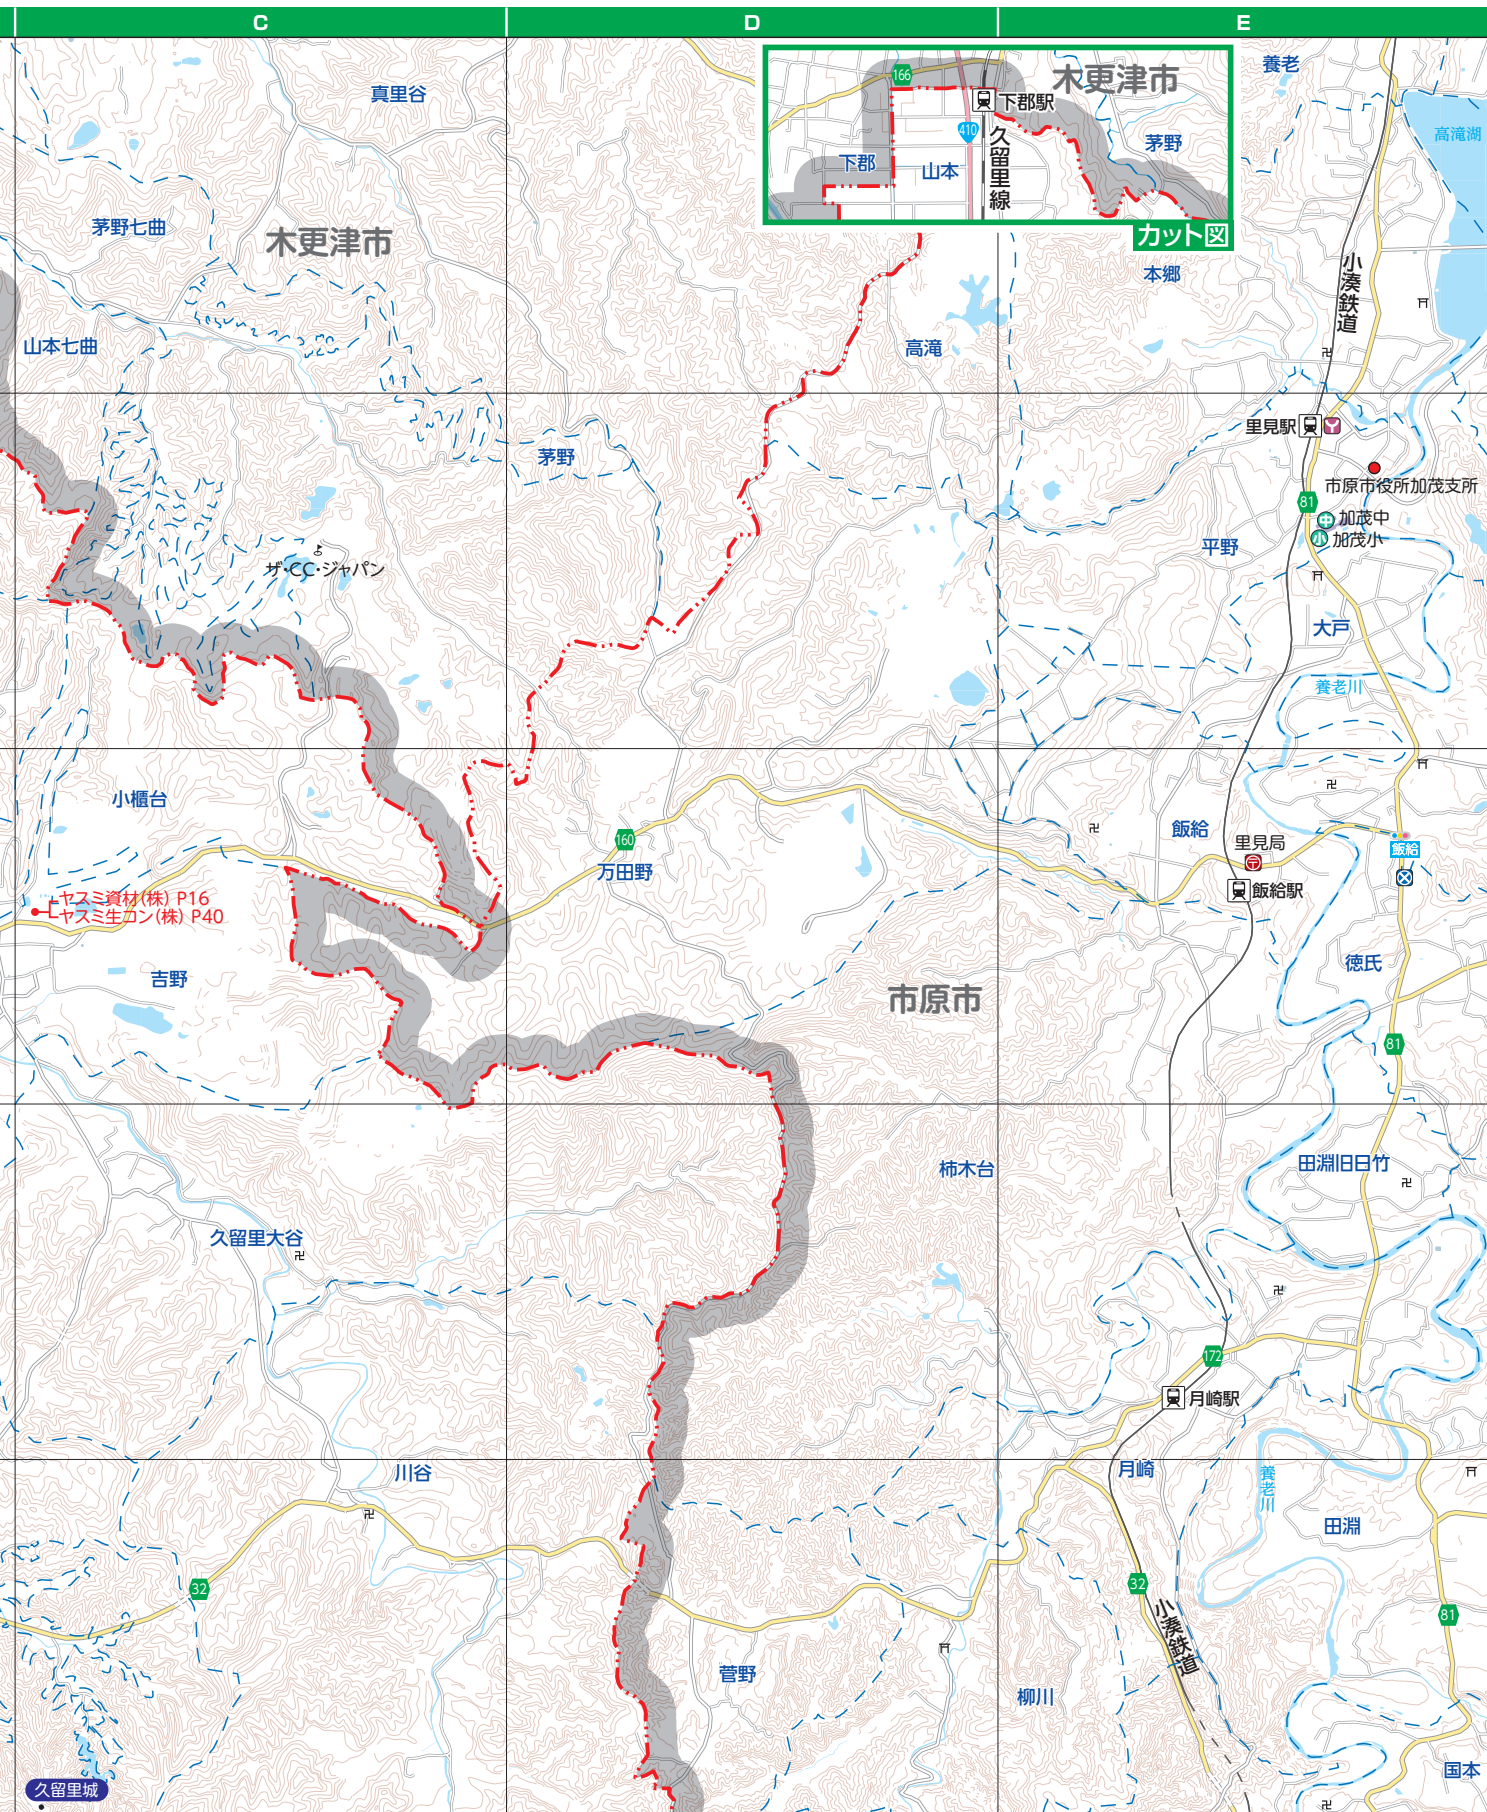 C
D
E
真里谷
木更津市
養老
166
下郡駅
高滝湖
410
下郡
山本
久留里線
茅野
カット図
茅野七曲
木更津市
本郷
小湊鉄道
山本七曲
高滝
里見駅
茅野
市原市役所加茂支所
81
中 加茂中
小 加茂小
平野
ザ・CC・ジャパン
大戸
養老川
小櫃台
160
飯給
里見局
飯給
万田野
飯給駅
ヤスミ資材(株) P16
ヤスミ生コン(株) P40
徳氏
吉野
市原市
81
柿木台
田淵旧日竹
久留里大谷
172
月崎駅
川谷
月崎
養老川
田淵
32
32
小湊鉄道
81
菅野
柳川
国本
久留里城